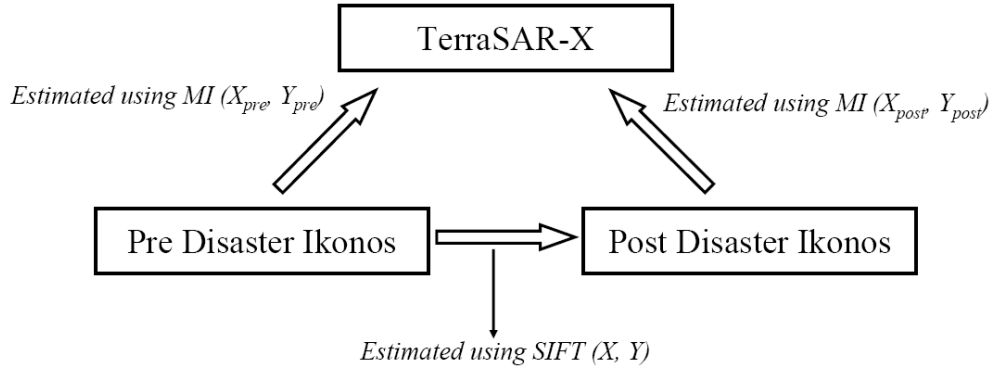 TerraSAR-X
Estimated using MI (Xpre, Ypre)
Estimated using MI (Xpost, Ypost)
Pre Disaster Ikonos
Post Disaster Ikonos
Estimated using SIFT (X, Y)